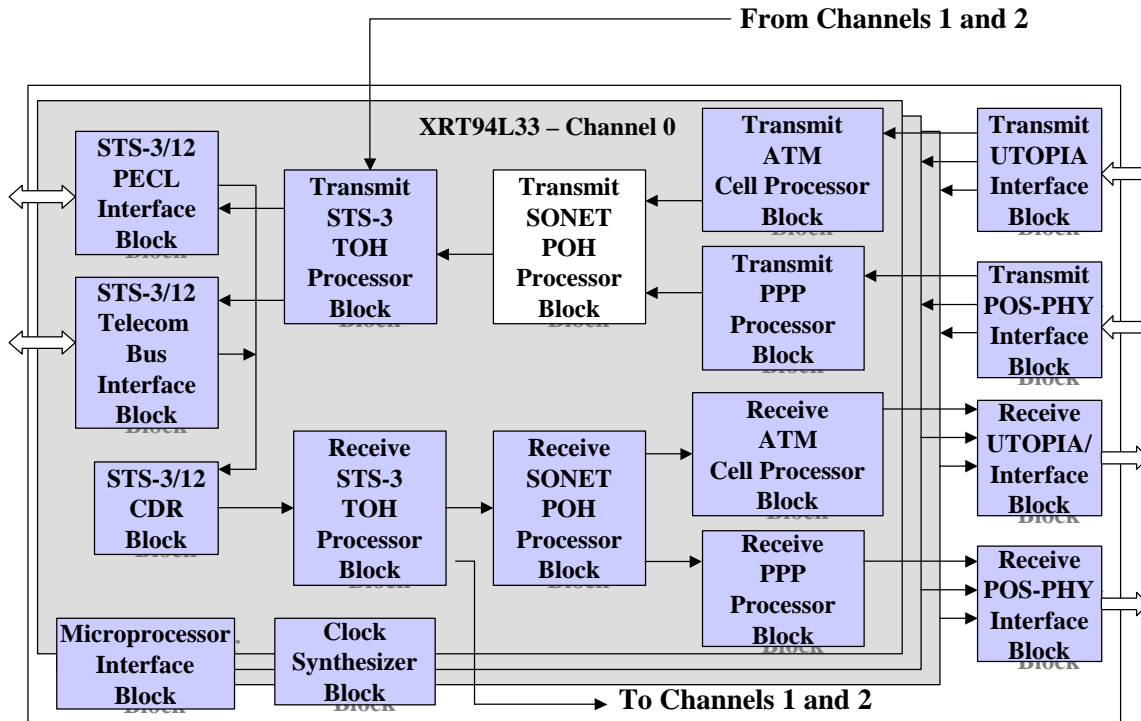 From Channels 1 and 2
XRT94L33 – Channel 0
STS-3/12
PECL
Interface
Block
Transmit
STS-3
TOH
Processor
Block
Transmit
SONET
POH
Processor
Block
Transmit
ATM
Cell Processor
Block
Transmit
UTOPIA
Interface
Block
STS-3/12
Telecom
Bus
Interface
Block
Transmit
PPP
Processor
Block
Transmit
POS-PHY
Interface
Block
STS-3/12
CDR
Block
Receive
STS-3
TOH
Processor
Block
Receive
SONET
POH
Processor
Block
Receive
ATM
Cell Processor
Block
Receive
UTOPIA/
Interface
Block
Receive
PPP
Processor
Block
Receive
POS-PHY
Interface
Block
Microprocessor
Interface
Block
Clock
Synthesizer
Block
To Channels 1 and 2